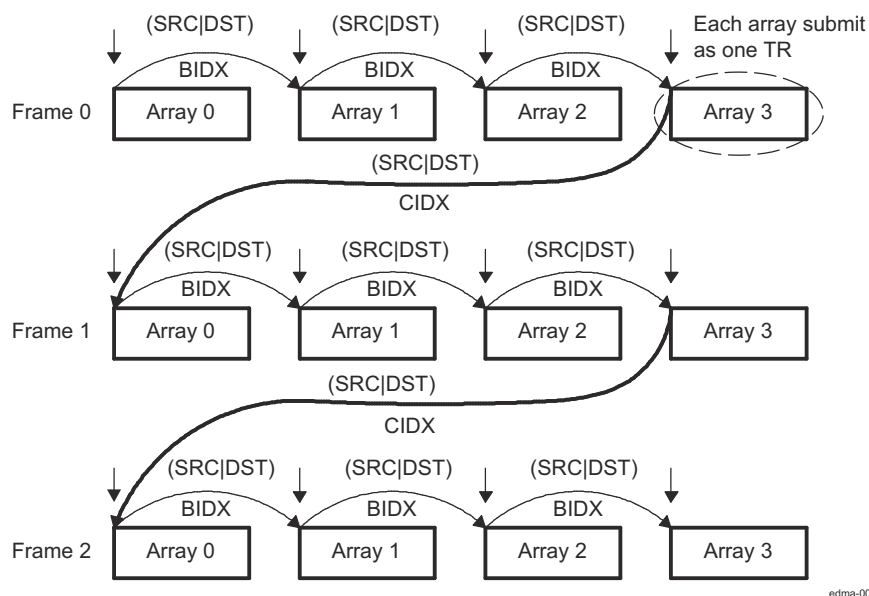 (SRC|DST) (SRC|DST) (SRC|DST) Each array submit
as one TR
BIDX BIDX BIDX
Frame 0 Array 0 Array 1 Array 2 Array 3
(SRC|DST)
CIDX
(SRC|DST) (SRC|DST) (SRC|DST)
BIDX BIDX BIDX
Frame 1 Array 0 Array 1 Array 2 Array 3
(SRC|DST)
CIDX
(SRC|DST) (SRC|DST) (SRC|DST)
BIDX BIDX BIDX
Frame 2 Array 0 Array 1 Array 2 Array 3